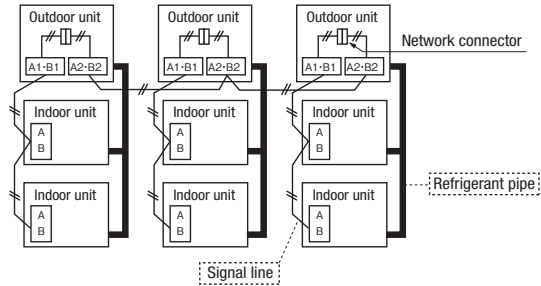 Outdoor unit Outdoor unit Outdoor unit
Network connector
A1·B1 A2·B2 A1·B1 A2·B2 A1·B1 A2·B2
Indoor unit Indoor unit Indoor unit
A A A
B B B
Refrigerant pipe
Indoor unit Indoor unit Indoor unit
A A A
B B B
Signal line